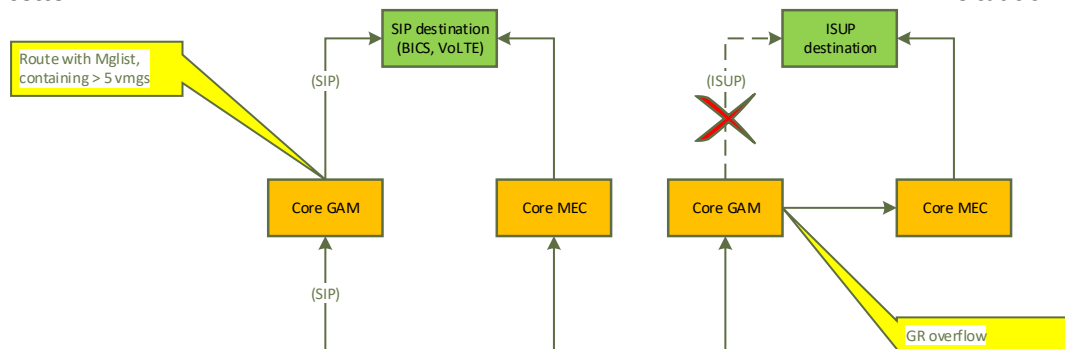 SIP destination
(BICS, VoLTE)
ISUP
destination
Route with Mglist,
containing > 5 vmgs
(SIP)
(ISUP)
Core GAM
Core MEC
Core GAM
Core MEC
(SIP)
GR overflow